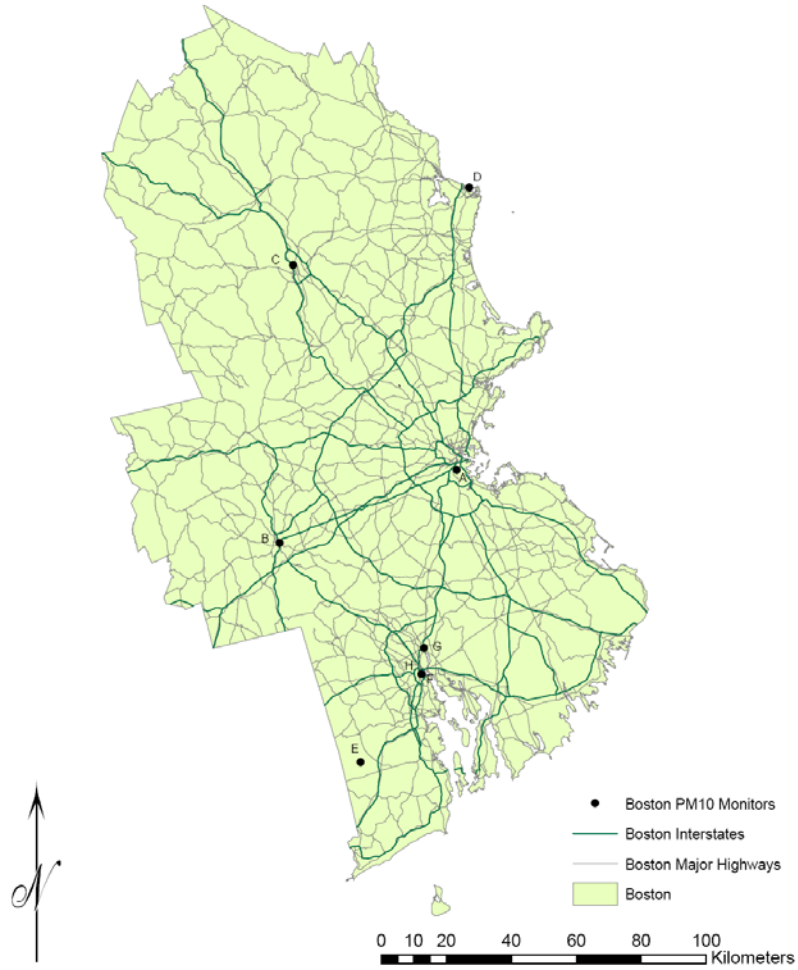 D
C
A
B
G
H
F
E
Boston PM10 Monitors
Boston Interstates
Boston Major Highways
Boston
N
0 10 20 40 60 80 100
Kilometers